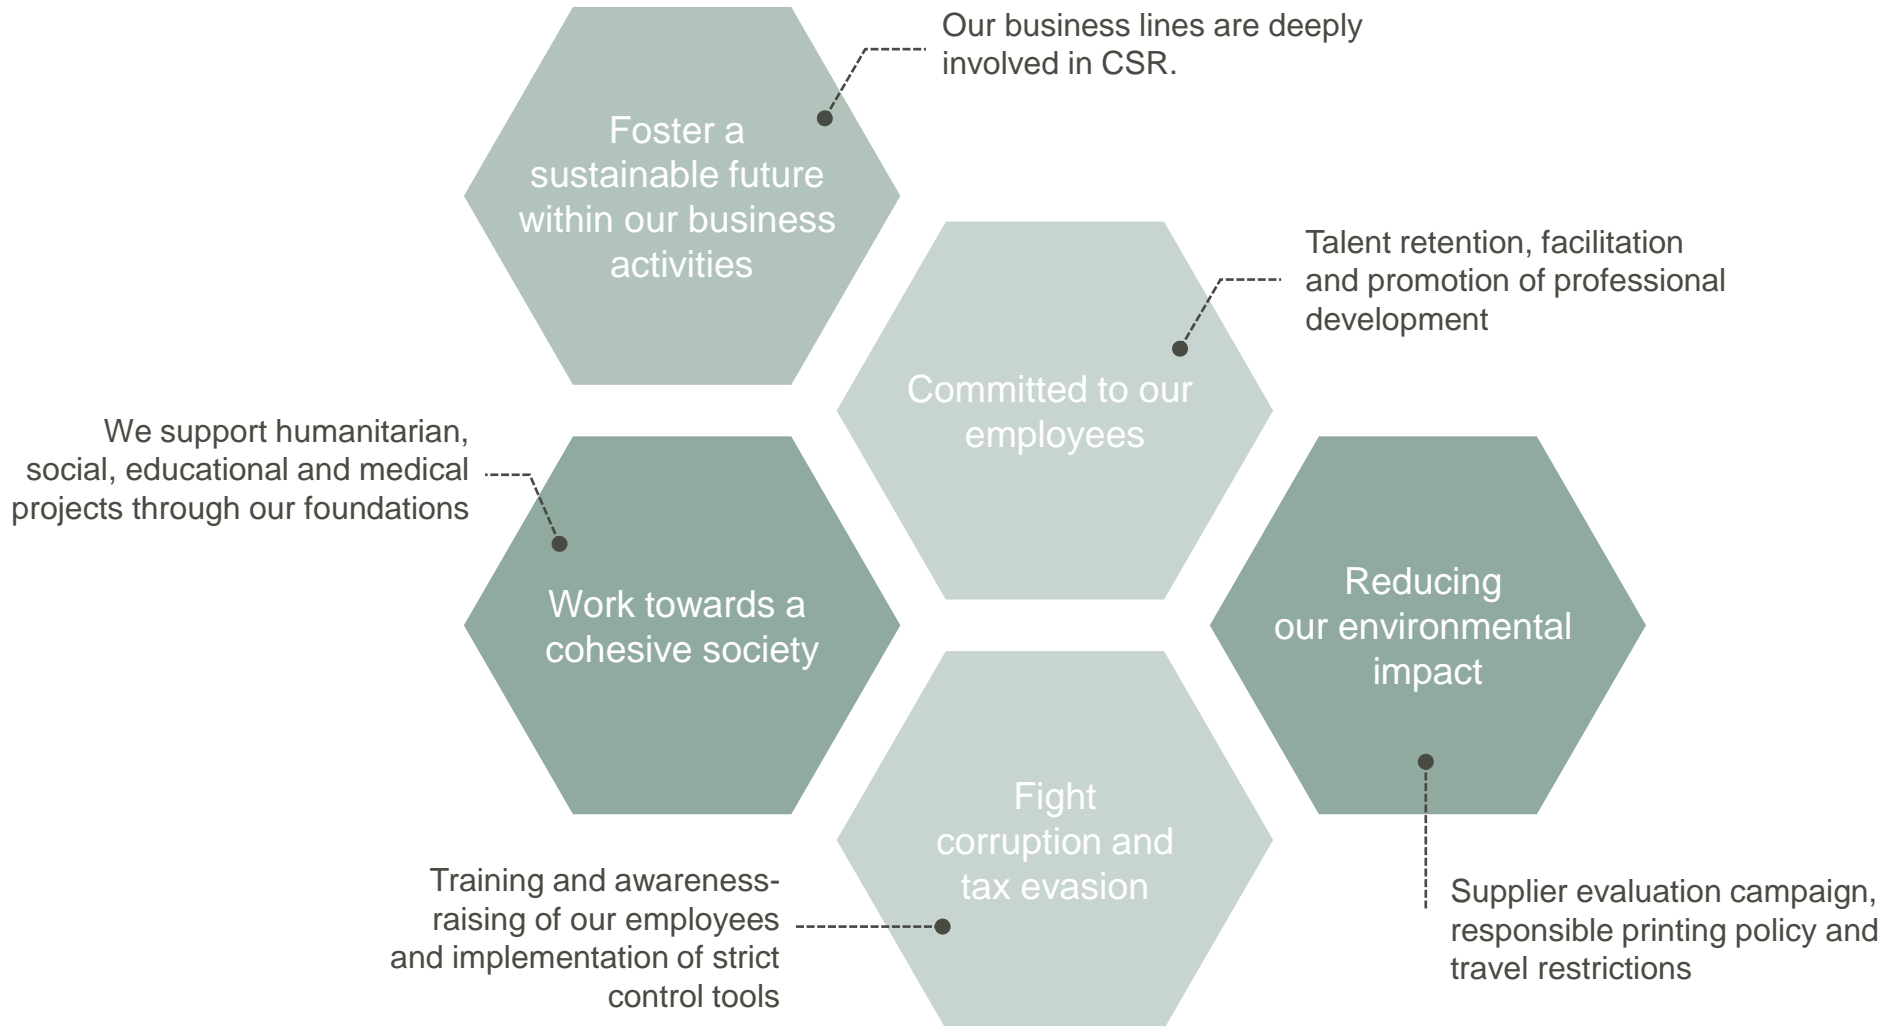 Our business lines are deeply
involved in CSR.
Foster a
sustainable future
within our business
activities
Talent retention, facilitation
and promotion of professional
development
Committed to our
employees
We support humanitarian,
social, educational and medical
projects through our foundations
Work towards a
cohesive society
Reducing
our environmental
impact
Fight
corruption and
tax evasion
Training and awareness-
raising of our employees
and implementation of strict
control tools
Supplier evaluation campaign,
responsible printing policy and
travel restrictions